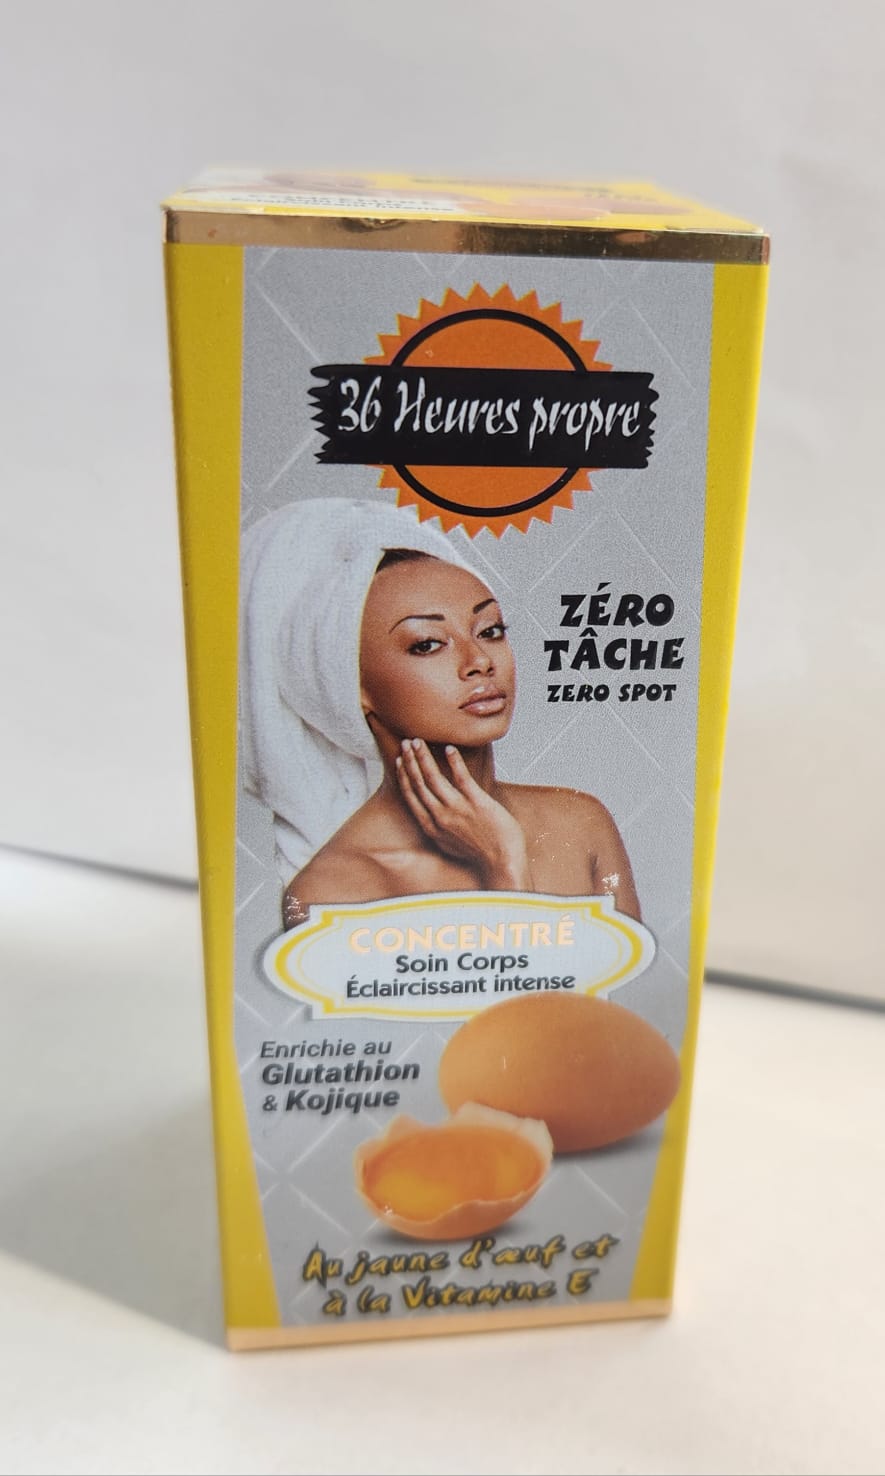 36 Heures propre
ZÉRO
TÂCHE
ZERO SPOT
CONCENTRÉ
Soin Corps
Éclaircissant intense
Enrichie au
Glutathion
& Kojique
Au jaune d'œuf et
à la Vitamine E